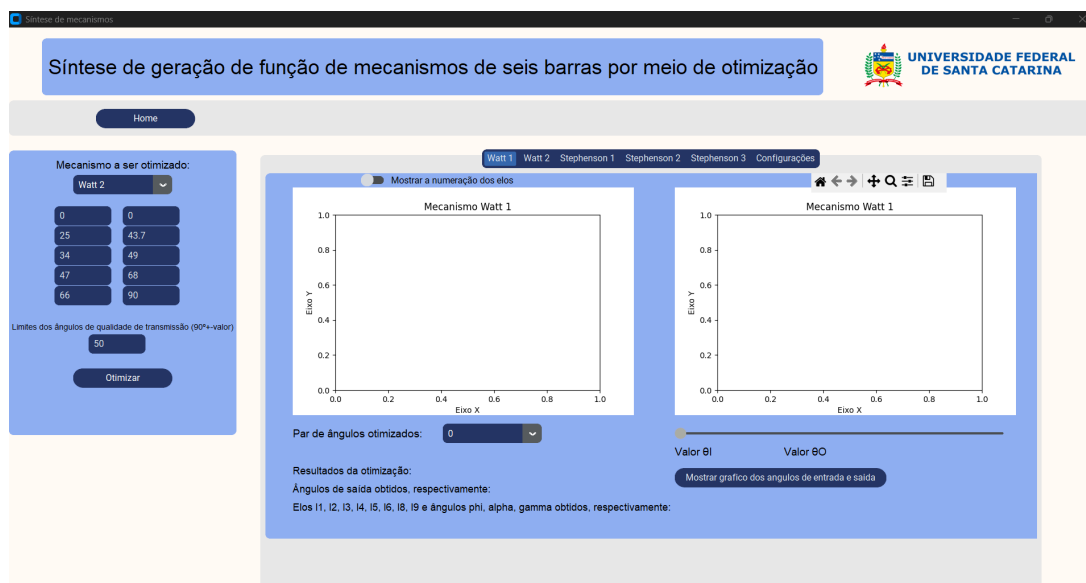 Síntese de mecanismos
Síntese de geração de função de mecanismos de seis barras por meio de otimização
UNIVERSIDADE FEDERAL
DE SANTA CATARINA
Home
Mecanismo a ser otimizado:
Watt 2
0 0
25 43.7
34 49
47 68
66 90
Limites dos ângulos de qualidade de transmissão (90º+-valor)
50
Otimizar
Watt 1 Watt 2 Stephenson 1 Stephenson 2 Stephenson 3 Configurações
Mostrar a numeração dos elos
Mecanismo Watt 1
1.0
0.8
0.6
0.4
0.2
0.0
Eixo Y
0.0 0.2 0.4 0.6 0.8 1.0
Eixo X
Mecanismo Watt 1
1.0
0.8
0.6
0.4
0.2
0.0
Eixo Y
0.0 0.2 0.4 0.6 0.8 1.0
Eixo X
Par de ângulos otimizados: 0
Valor θI Valor θO
Mostrar grafico dos angulos de entrada e saida
Resultados da otimização:
Ângulos de saída obtidos, respectivamente:
Elos l1, l2, l3, l4, l5, l6, l8, l9 e ângulos phi, alpha, gamma obtidos, respectivamente: